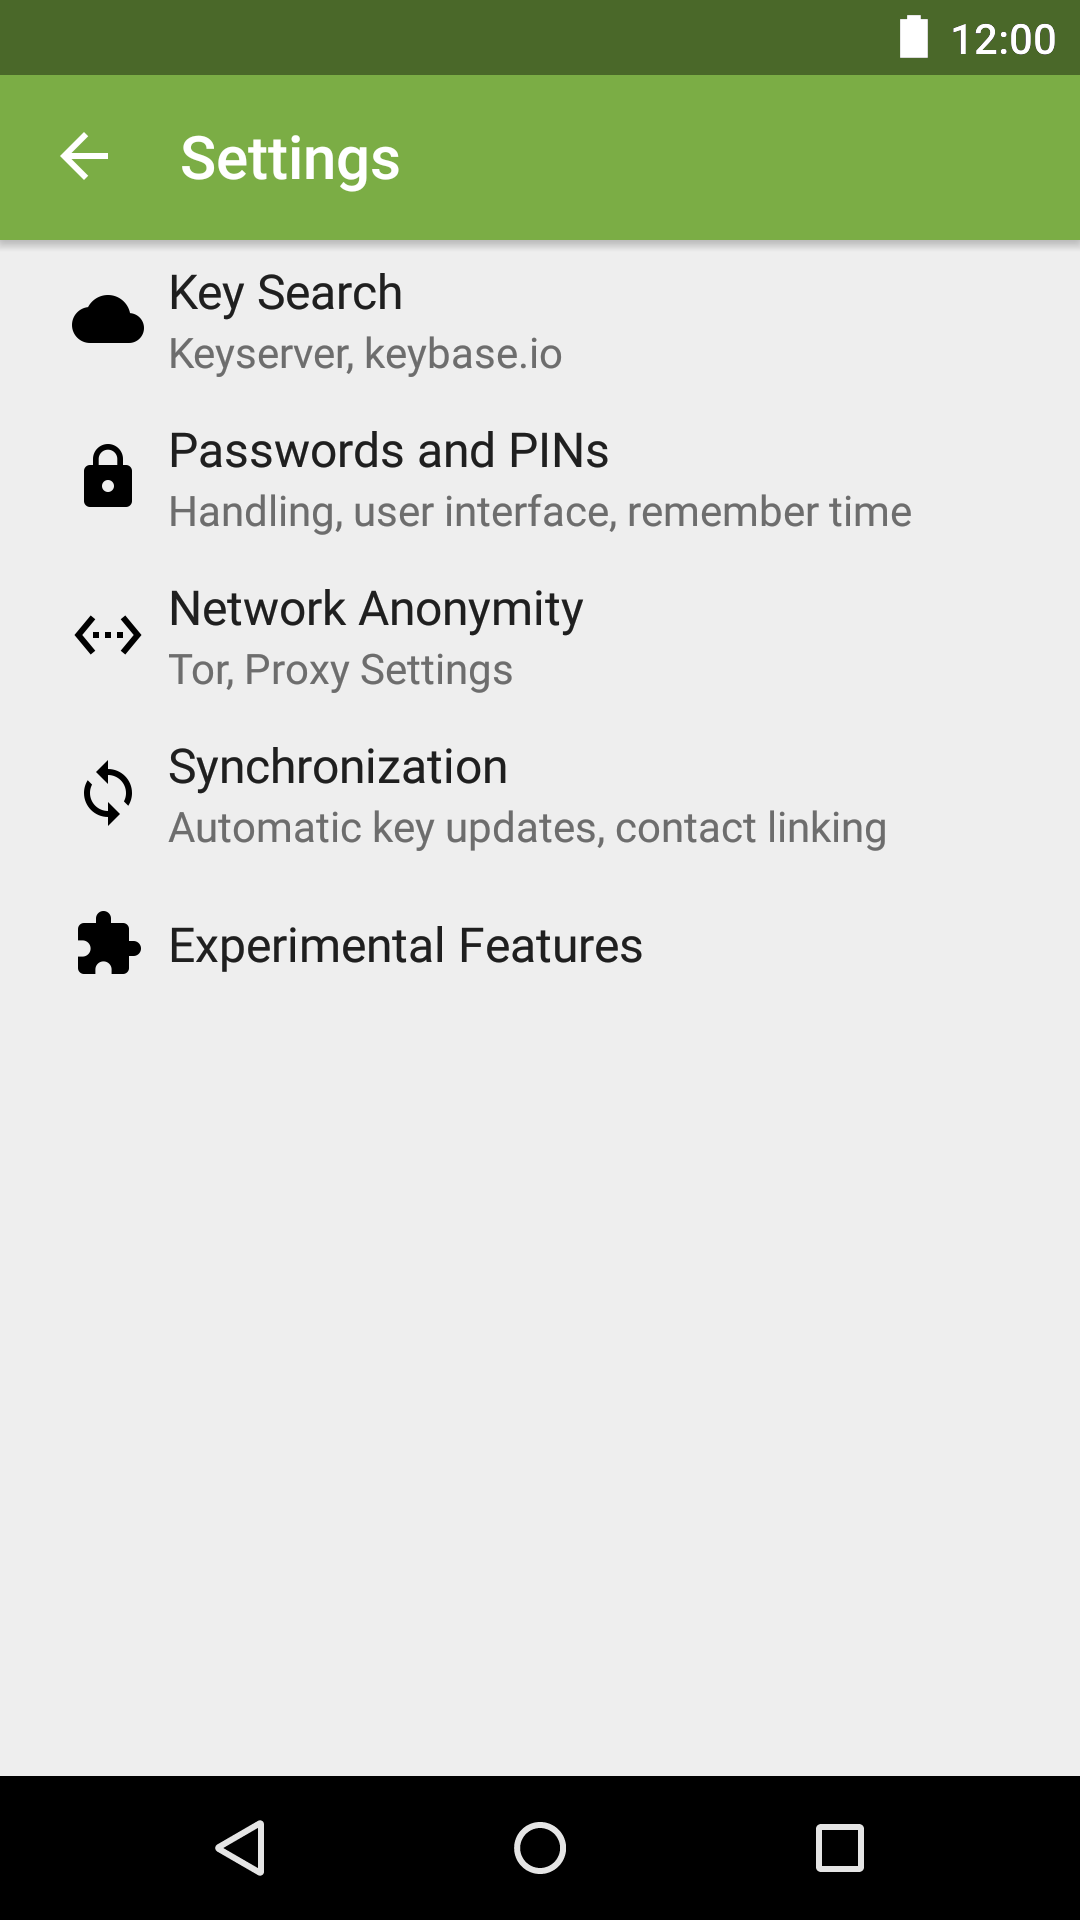 12:00
Settings
Key Search
Keyserver, keybase.io
Passwords and PINs
Handling, user interface, remember time
Network Anonymity
Tor, Proxy Settings
Synchronization
Automatic key updates, contact linking
Experimental Features